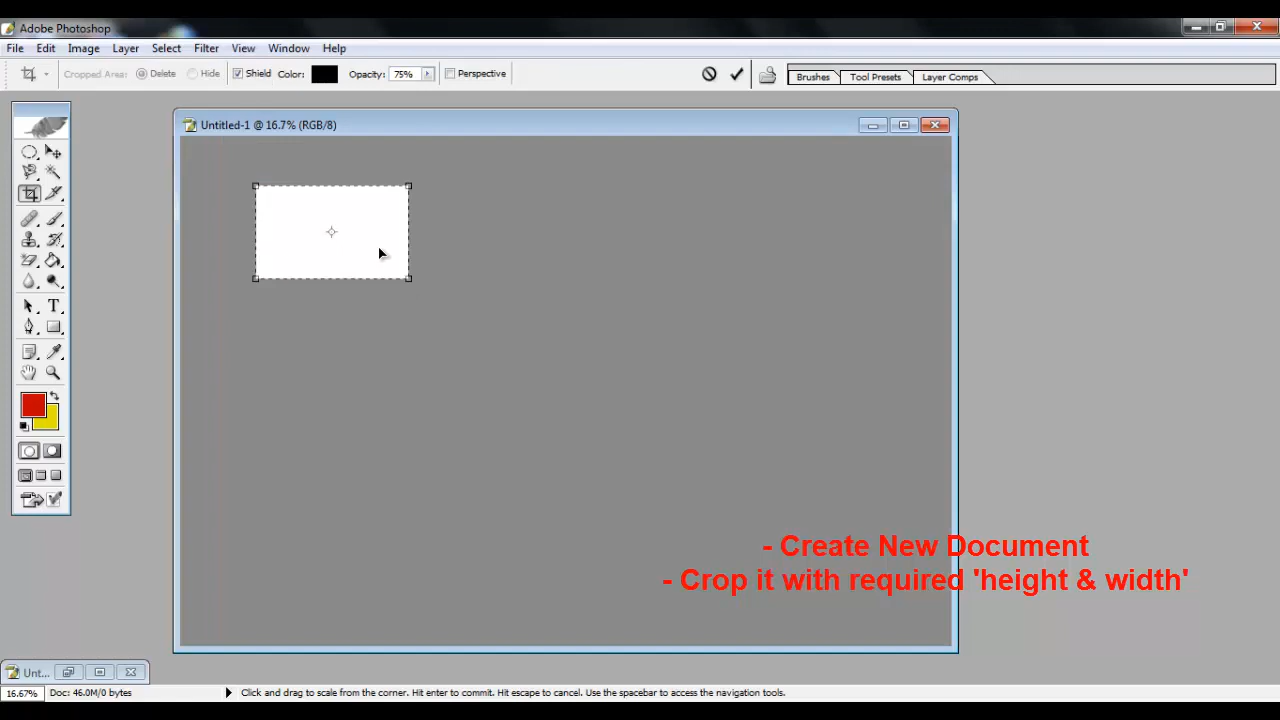 Adobe Photoshop
File Edit Image Layer Select Filter View Window Help
Cropped Area: Delete Hide Shield Color: Opacity: 75% Perspective
Brushes Tool Presets Layer Comps
Untitled-1 @ 16.7% (RGB/8)
T
- Create New Document
- Crop it with required 'height & width'
Unt...
16.67% Doc: 46.0M/0 bytes Click and drag to scale from the corner. Hit enter to commit. Hit escape to cancel. Use the spacebar to access the navigation tools.